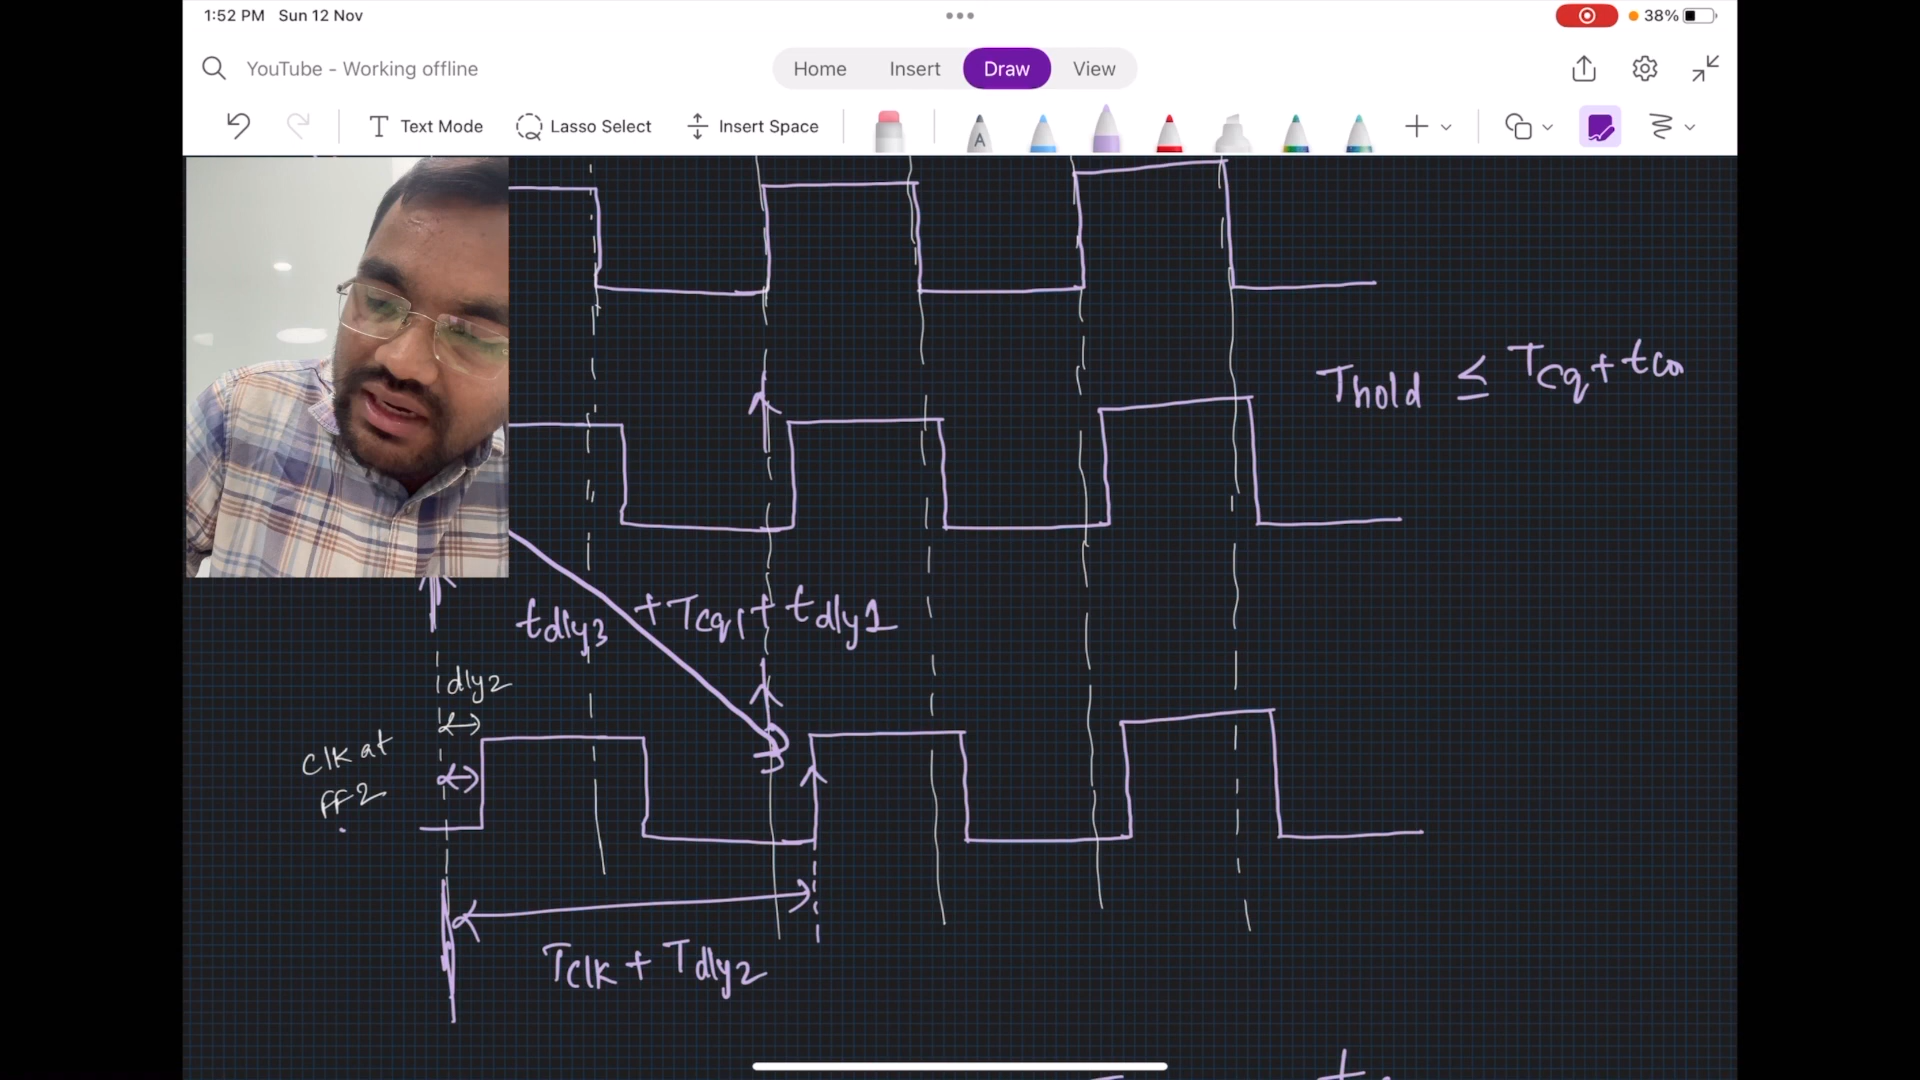 1:52 PM Sun 12 Nov
38%
YouTube - Working offline
Home Insert Draw View
Text Mode Lasso Select Insert Space
A
Thold ≤ Tcq + tco
tdly3 + Tcq1 + tdly1
dly2
clk at
ff2
Tclk + Tdly2